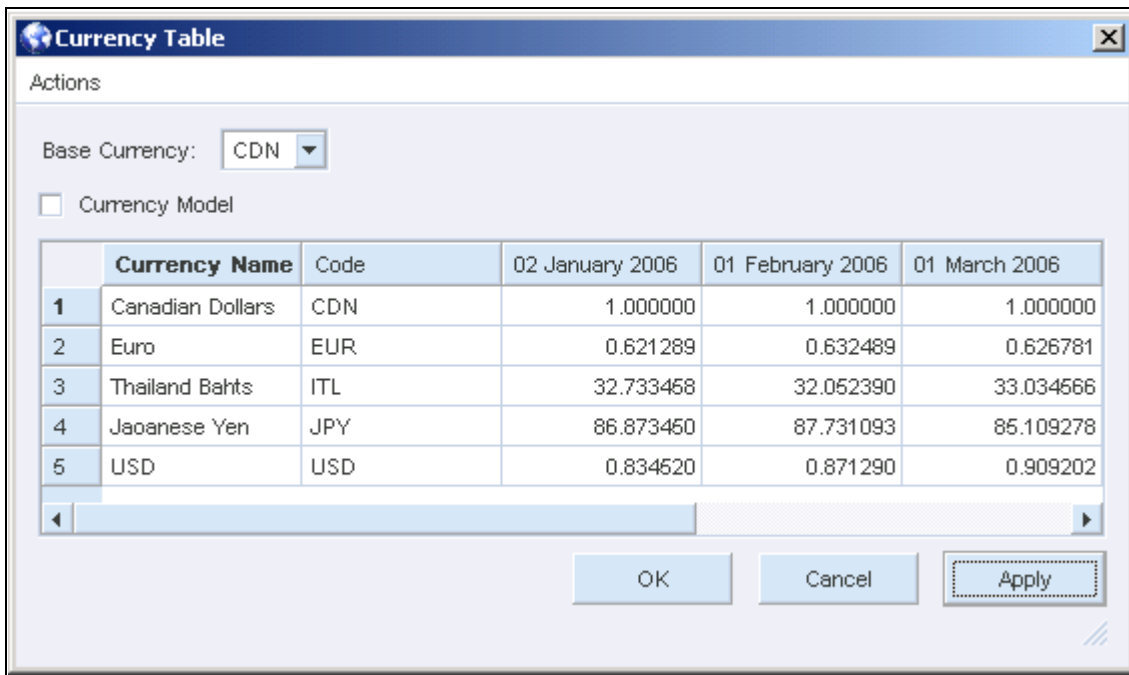 Currency Table
Actions
Base Currency: CDN
Currency Model
Currency Name Code 02 January 2006 01 February 2006 01 March 2006
1 Canadian Dollars CDN 1.000000 1.000000 1.000000
2 Euro EUR 0.621289 0.632489 0.626781
3 Thailand Bahts ITL 32.733458 32.052390 33.034566
4 Jaoanese Yen JPY 86.873450 87.731093 85.109278
5 USD USD 0.834520 0.871290 0.909202
OK Cancel Apply